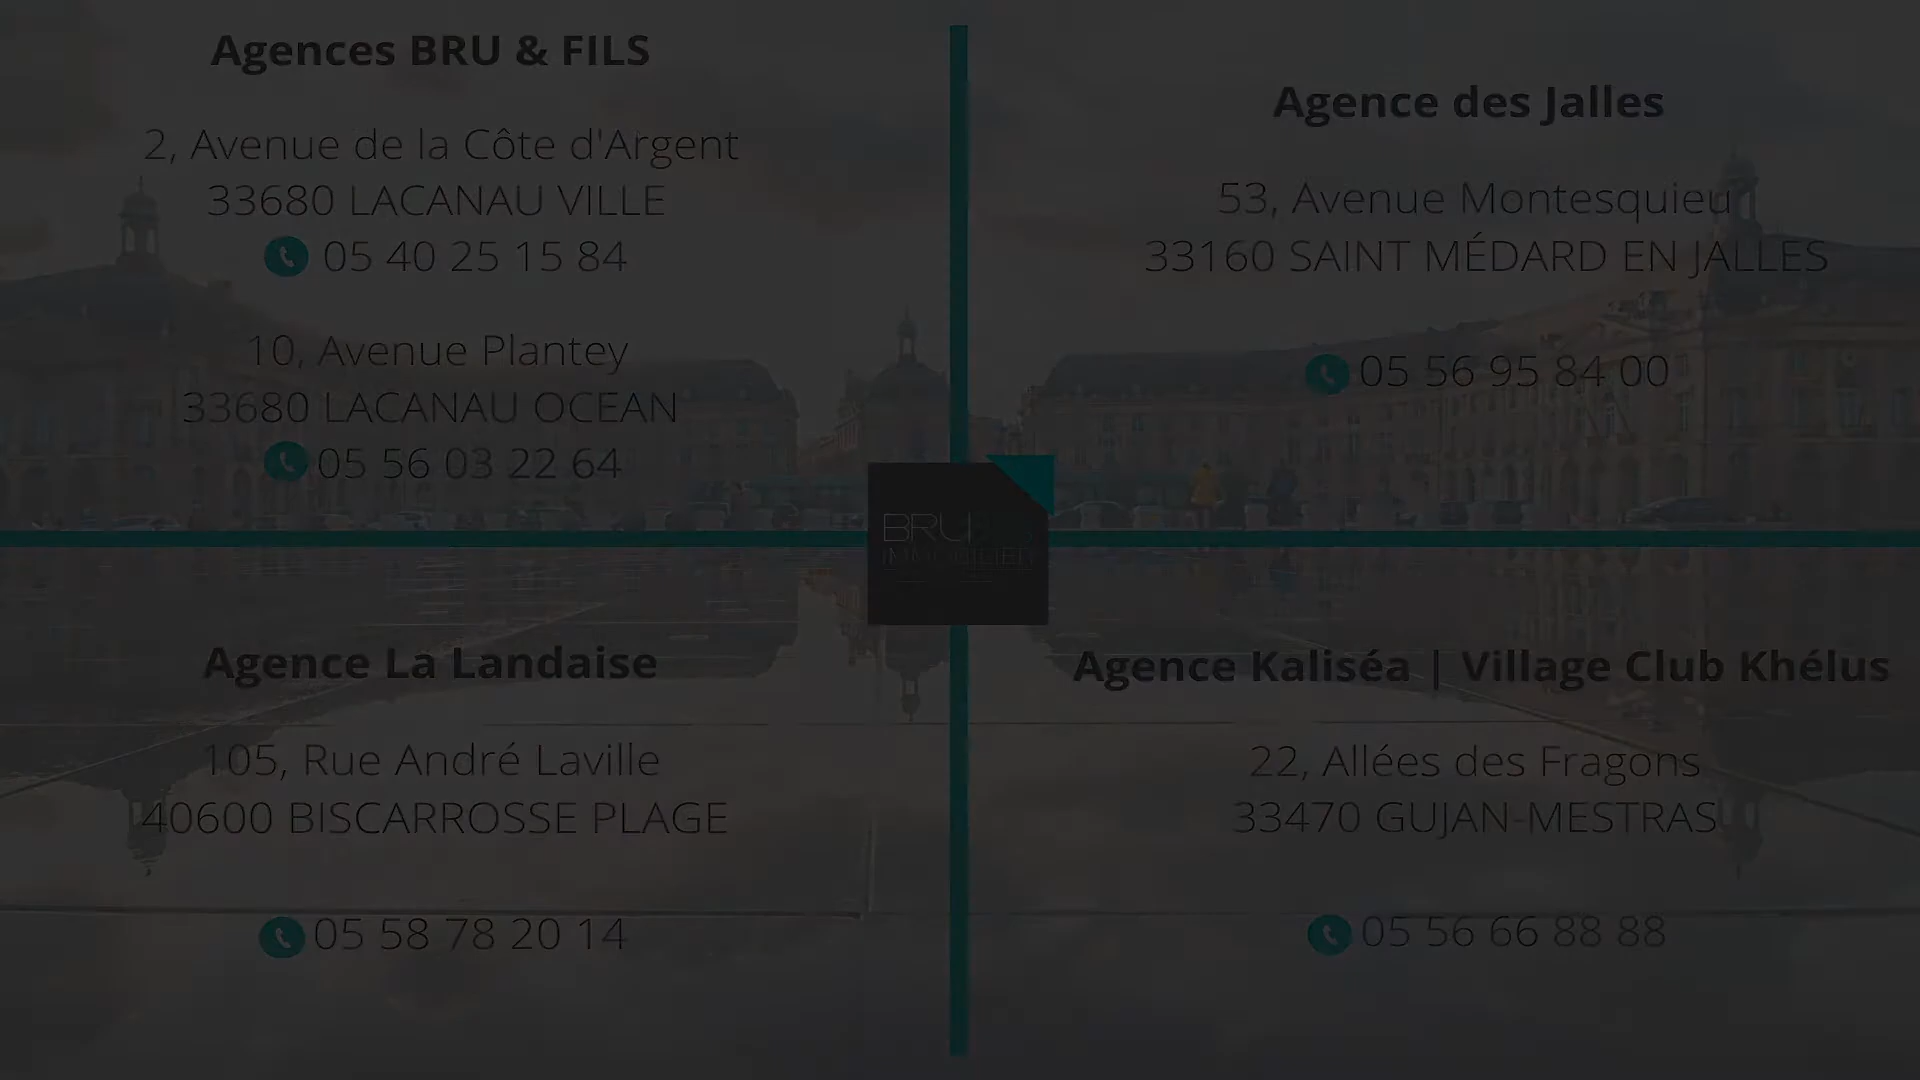 Agences BRU & FILS
2, Avenue de la Côte d'Argent
33680 LACANAU VILLE
05 40 25 15 84
10, Avenue Plantey
33680 LACANAU OCEAN
05 56 03 22 64
Agence des Jalles
53, Avenue Montesquieu
33160 SAINT MÉDARD EN JALLES
05 56 95 84 00
BRU
IMMOBILIER
Agence La Landaise
105, Rue André Laville
40600 BISCARROSSE PLAGE
05 58 78 20 14
Agence Kaliséa | Village Club Khélus
22, Allées des Fragons
33470 GUJAN-MESTRAS
05 56 66 88 88